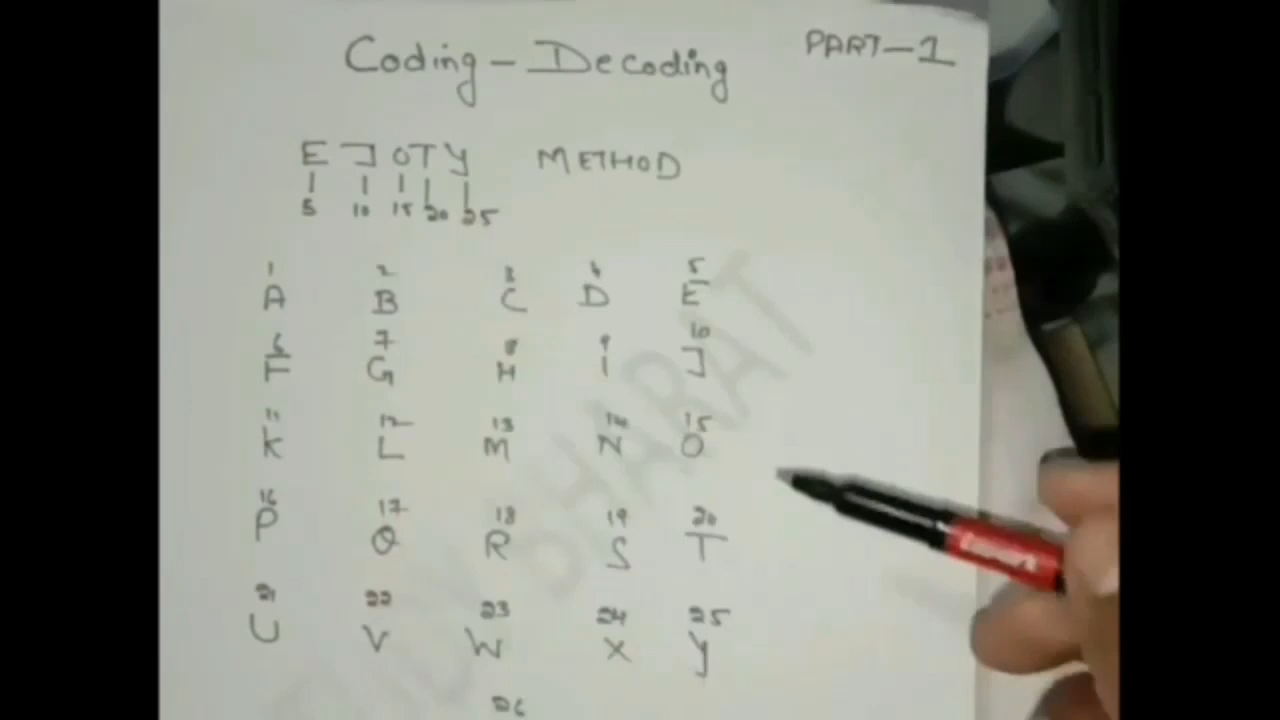 Coding - Decoding PART-1
E J O T Y METHOD
5 10 15 20 25
1 2 3 4 5
A B C D E
6 7 8 9 10
F G H I J
11 12 13 14 15
K L M N O
16 17 18 19 20
P Q R S T
21 22 23 24 25
U V W X Y
26
BHARAT